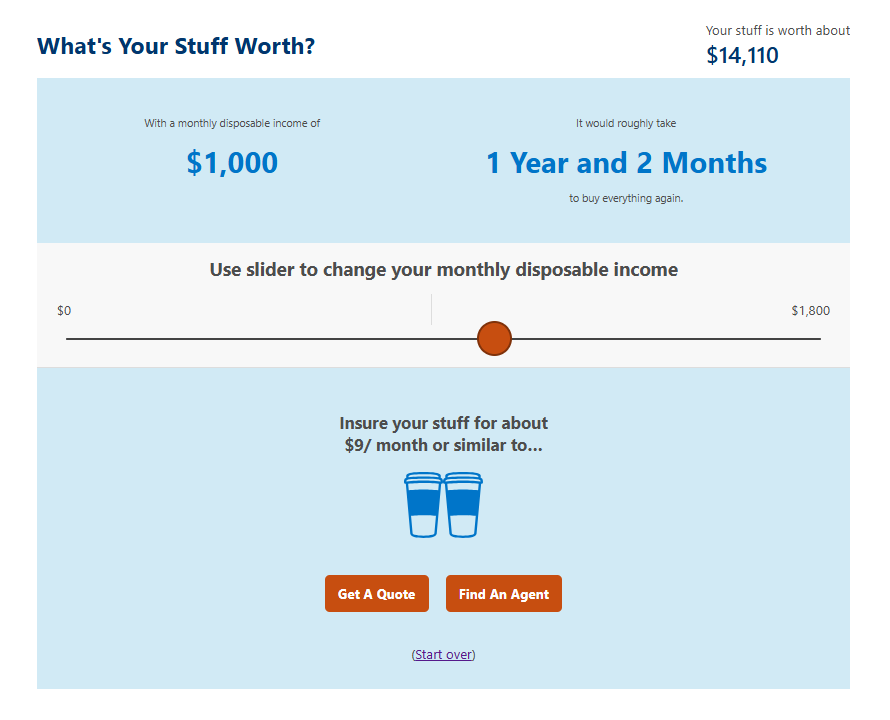 What's Your Stuff Worth?
Your stuff is worth about
$14,110
With a monthly disposable income of
$1,000
It would roughly take
1 Year and 2 Months
to buy everything again.
Use slider to change your monthly disposable income
$0
$1,800
Insure your stuff for about
$9/ month or similar to...
Get A Quote
Find An Agent
(Start over)